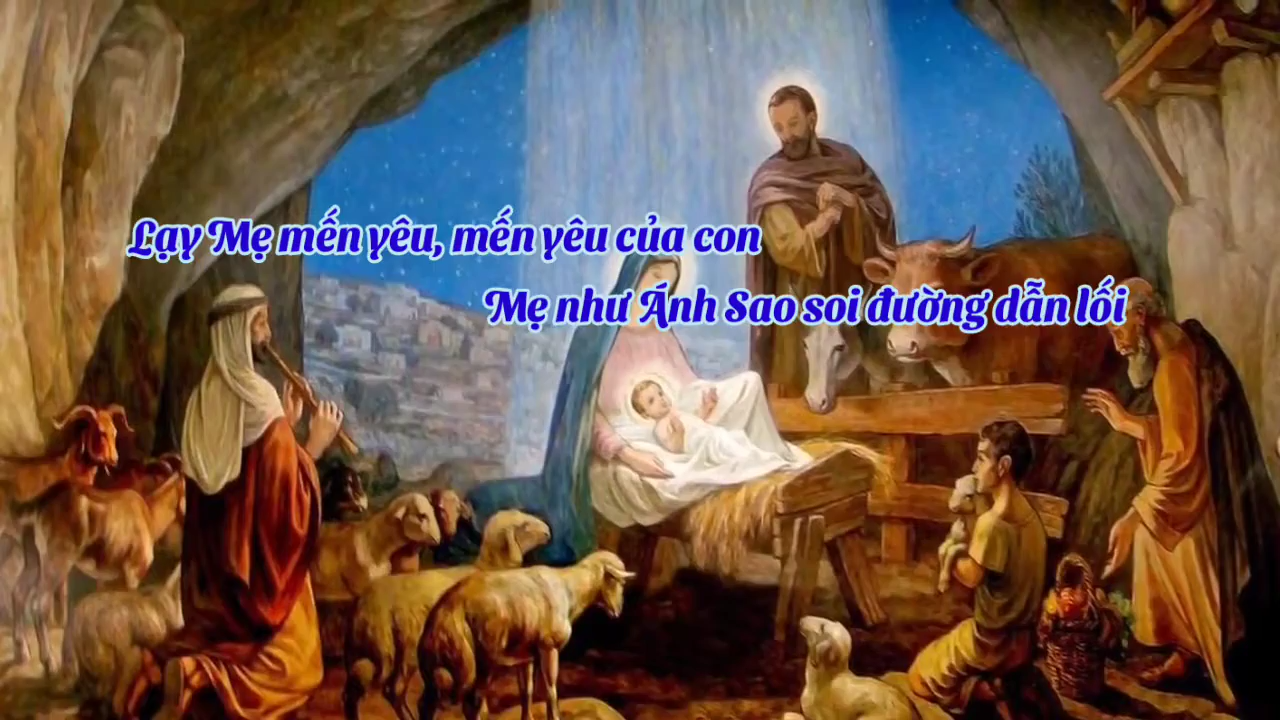 Lạy Mẹ mến yêu, mến yêu của con
Mẹ như Ánh Sao soi đường dẫn lối